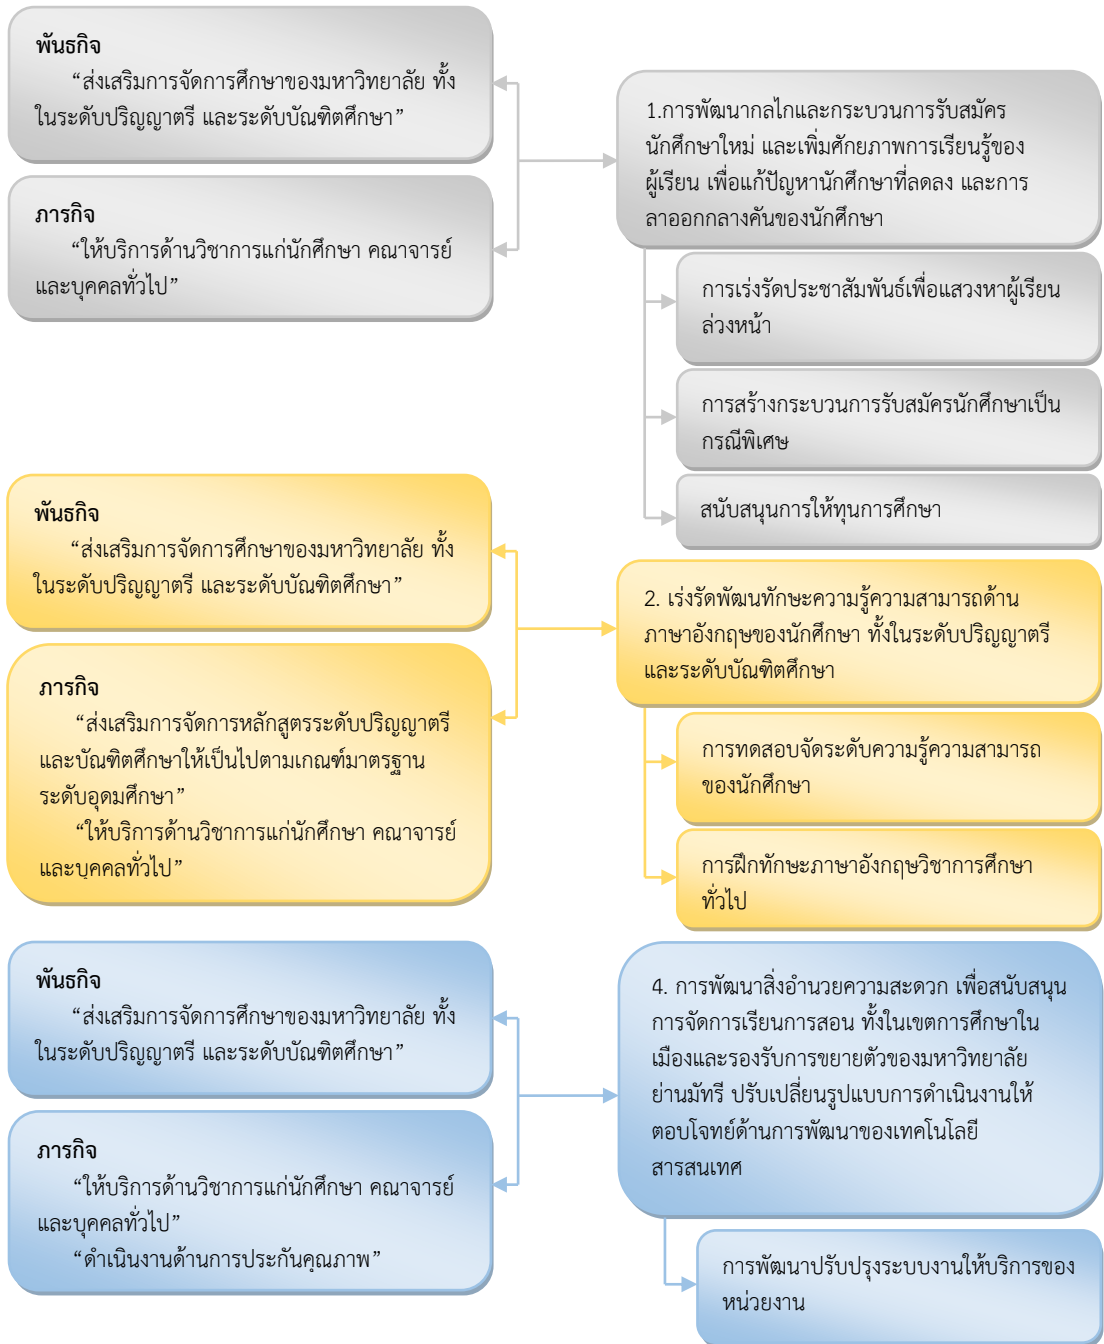 พันธกิจ
“ส่งเสริมการจัดการศึกษาของมหาวิทยาลัย ทั้ง
ในระดับปริญญาตรี และระดับบัณฑิตศึกษา”
ภารกิจ
“ให้บริการด้านวิชาการแก่นักศึกษา คณาจารย์
และบุคคลทั่วไป”
1.การพัฒนากลไกและกระบวนการรับสมัคร
นักศึกษาใหม่ และเพิ่มศักยภาพการเรียนรู้ของ
ผู้เรียน เพื่อแก้ปัญหานักศึกษาที่ลดลง และการ
ลาออกกลางคันของนักศึกษา
การเร่งรัดประชาสัมพันธ์เพื่อแสวงหาผู้เรียน
ล่วงหน้า
การสร้างกระบวนการรับสมัครนักศึกษาเป็น
กรณีพิเศษ
สนับสนุนการให้ทุนการศึกษา
พันธกิจ
“ส่งเสริมการจัดการศึกษาของมหาวิทยาลัย ทั้ง
ในระดับปริญญาตรี และระดับบัณฑิตศึกษา”
ภารกิจ
“ส่งเสริมการจัดการหลักสูตรระดับปริญญาตรี
และบัณฑิตศึกษาให้เป็นไปตามเกณฑ์มาตรฐาน
ระดับอุดมศึกษา”
“ให้บริการด้านวิชาการแก่นักศึกษา คณาจารย์
และบุคคลทั่วไป”
2. เร่งรัดพัฒนทักษะความรู้ความสามารถด้าน
ภาษาอังกฤษของนักศึกษา ทั้งในระดับปริญญาตรี
และระดับบัณฑิตศึกษา
การทดสอบจัดระดับความรู้ความสามารถ
ของนักศึกษา
การฝึกทักษะภาษาอังกฤษวิชาการศึกษา
ทั่วไป
พันธกิจ
“ส่งเสริมการจัดการศึกษาของมหาวิทยาลัย ทั้ง
ในระดับปริญญาตรี และระดับบัณฑิตศึกษา”
ภารกิจ
“ให้บริการด้านวิชาการแก่นักศึกษา คณาจารย์
และบุคคลทั่วไป”
“ดำเนินงานด้านการประกันคุณภาพ”
4. การพัฒนาสิ่งอำนวยความสะดวก เพื่อสนับสนุน
การจัดการเรียนการสอน ทั้งในเขตการศึกษาใน
เมืองและรองรับการขยายตัวของมหาวิทยาลัย
ย่านมัทรี ปรับเปลี่ยนรูปแบบการดำเนินงานให้
ตอบโจทย์ด้านการพัฒนาของเทคโนโลยี
สารสนเทศ
การพัฒนาปรับปรุงระบบงานให้บริการของ
หน่วยงาน